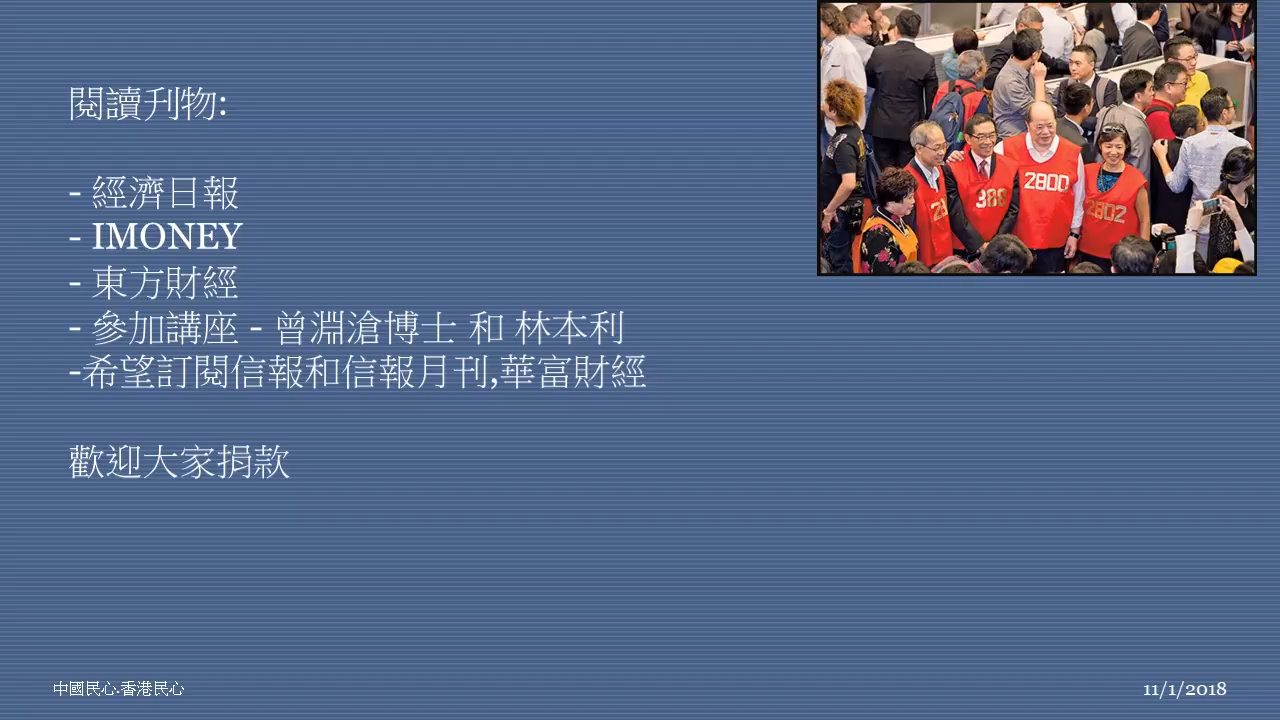 閱讀刋物:
- 經濟日報
- IMONEY
- 東方財經
- 參加講座 - 曾淵滄博士 和 林本利
-希望訂閱信報和信報月刊,華富財經
歡迎大家捐款
2800
388
2802
中國民心.香港民心
11/1/2018